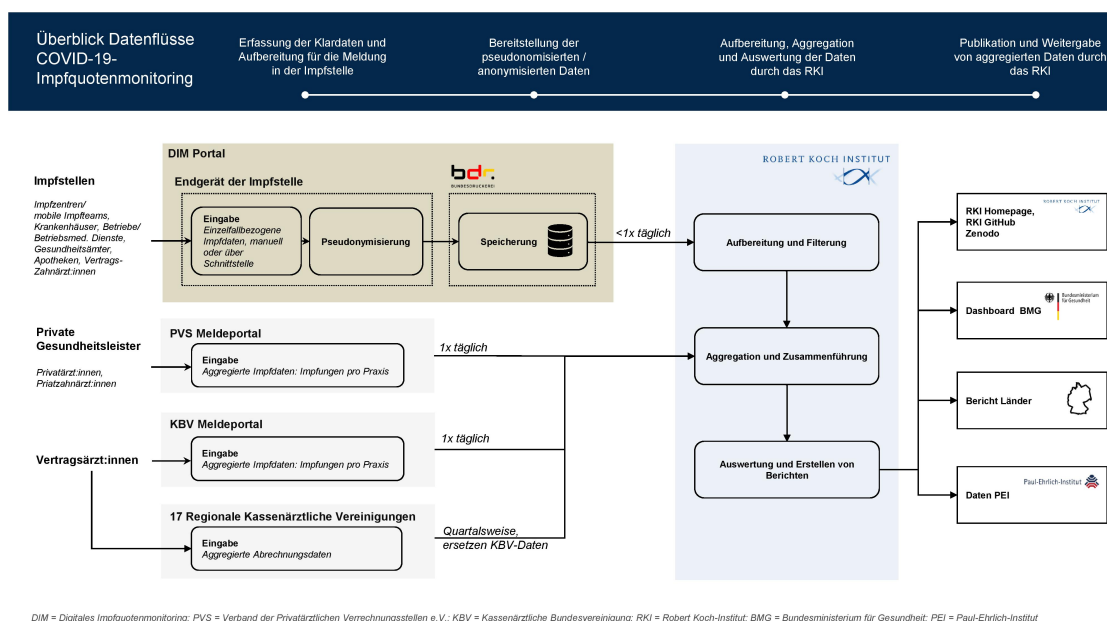 Überblick Datenflüsse
COVID-19-
Impfquotenmonitoring
Erfassung der Klardaten und
Aufbereitung für die Meldung
in der Impfstelle
Bereitstellung der
pseudonomisierten /
anonymisierten Daten
Aufbereitung, Aggregation
und Auswertung der Daten
durch das RKI
Publikation und Weitergabe
von aggregierten Daten durch
das RKI
Impfstellen
Impfzentren/
mobile Impfteams,
Krankenhäuser, Betriebe/
Betriebsmed. Dienste,
Gesundheitsämter,
Apotheken, Vertrags-
Zahnärzt:innen
DIM Portal
Endgerät der Impfstelle
Eingabe
Einzelfallbezogene
Impfdaten, manuell
oder über
Schnittstelle
Pseudonymisierung
bdr.
BUNDESDRUCKEREI
Speicherung
<1x täglich
ROBERT KOCH INSTITUT
Aufbereitung und Filterung
Aggregation und Zusammenführung
Auswertung und Erstellen von
Berichten
Private
Gesundheitsleister
Privatärzt:innen,
Priatzahnärzt:innen
PVS Meldeportal
Eingabe
Aggregierte Impfdaten: Impfungen pro Praxis
1x täglich
Vertragsärzt:innen
KBV Meldeportal
Eingabe
Aggregierte Impfdaten: Impfungen pro Praxis
1x täglich
17 Regionale Kassenärztliche Vereinigungen
Eingabe
Aggregierte Abrechnungsdaten
Quartalsweise,
ersetzen KBV-Daten
RKI Homepage,
RKI GitHub
Zenodo
ROBERT KOCH INSTITUT
Dashboard BMG
Bundesministerium
für Gesundheit
Bericht Länder
Paul-Ehrlich-Institut
Daten PEI
DIM = Digitales Impfquotenmonitoring; PVS = Verband der Privatärztlichen Verrechnungsstellen e.V.; KBV = Kassenärztliche Bundesvereinigung; RKI = Robert Koch-Institut; BMG = Bundesministerium für Gesundheit; PEI = Paul-Ehrlich-Institut